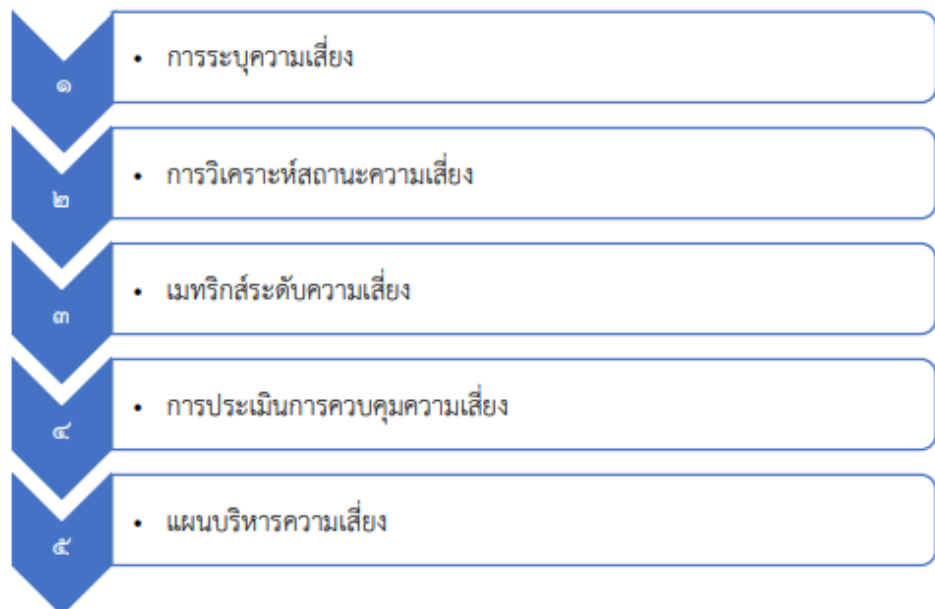 ๑
• การระบุความเสี่ยง
๒
• การวิเคราะห์สถานะความเสี่ยง
๓
• เมทริกส์ระดับความเสี่ยง
๔
• การประเมินการควบคุมความเสี่ยง
๕
• แผนบริหารความเสี่ยง